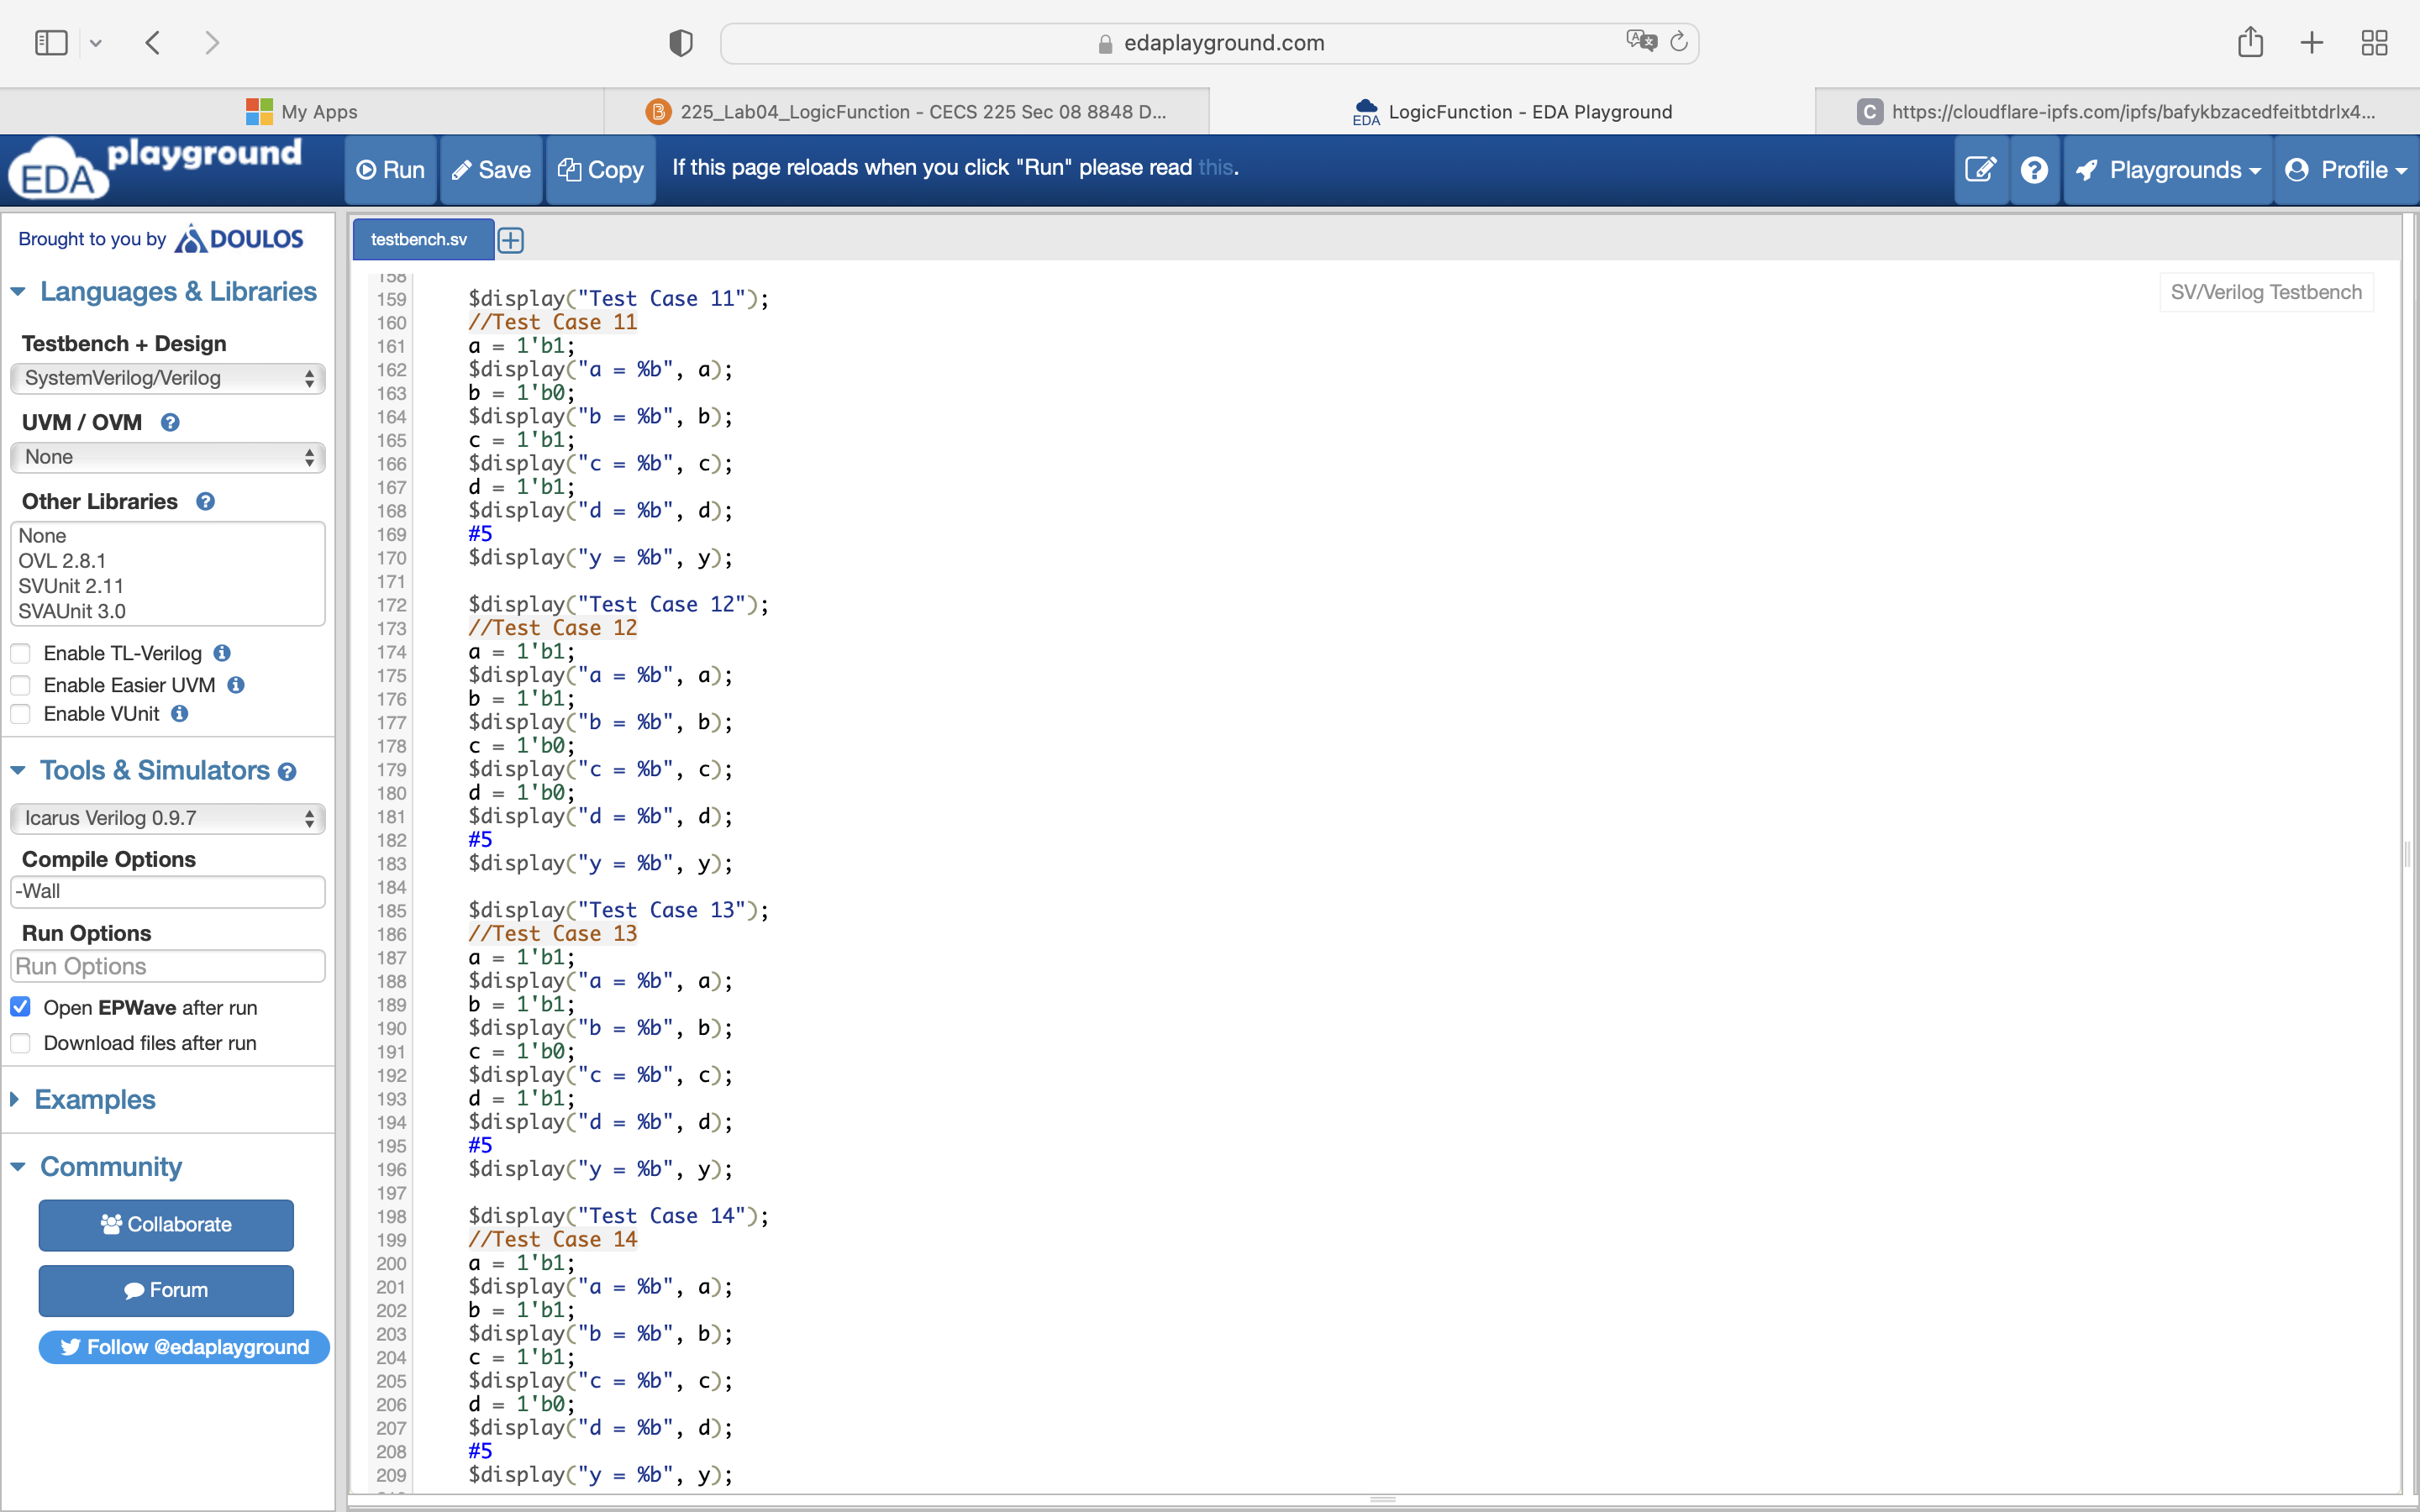 edaplayground.com
My Apps
225_Lab04_LogicFunction - CECS 225 Sec 08 8848 D...
EDA
LogicFunction - EDA Playground
C
https://cloudflare-ipfs.com/ipfs/bafykbzacedfeitbtdrlx4...
EDA playground
Run
Save
Copy
If this page reloads when you click "Run" please read this.
Playgrounds
Profile
Brought to you by DOULOS
Languages & Libraries
Testbench + Design
SystemVerilog/Verilog
UVM / OVM
None
Other Libraries
None
OVL 2.8.1
SVUnit 2.11
SVAUnit 3.0
Enable TL-Verilog
Enable Easier UVM
Enable VUnit
Tools & Simulators
Icarus Verilog 0.9.7
Compile Options
-Wall
Run Options
Run Options
Open EPWave after run
Download files after run
Examples
Community
Collaborate
Forum
Follow @edaplayground
testbench.sv
SV/Verilog Testbench
158
159 $display("Test Case 11");
160 //Test Case 11
161 a = 1'b1;
162 $display("a = %b", a);
163 b = 1'b0;
164 $display("b = %b", b);
165 c = 1'b1;
166 $display("c = %b", c);
167 d = 1'b1;
168 $display("d = %b", d);
169 #5
170 $display("y = %b", y);
171
172 $display("Test Case 12");
173 //Test Case 12
174 a = 1'b1;
175 $display("a = %b", a);
176 b = 1'b1;
177 $display("b = %b", b);
178 c = 1'b0;
179 $display("c = %b", c);
180 d = 1'b0;
181 $display("d = %b", d);
182 #5
183 $display("y = %b", y);
184
185 $display("Test Case 13");
186 //Test Case 13
187 a = 1'b1;
188 $display("a = %b", a);
189 b = 1'b1;
190 $display("b = %b", b);
191 c = 1'b0;
192 $display("c = %b", c);
193 d = 1'b1;
194 $display("d = %b", d);
195 #5
196 $display("y = %b", y);
197
198 $display("Test Case 14");
199 //Test Case 14
200 a = 1'b1;
201 $display("a = %b", a);
202 b = 1'b1;
203 $display("b = %b", b);
204 c = 1'b1;
205 $display("c = %b", c);
206 d = 1'b0;
207 $display("d = %b", d);
208 #5
209 $display("y = %b", y);